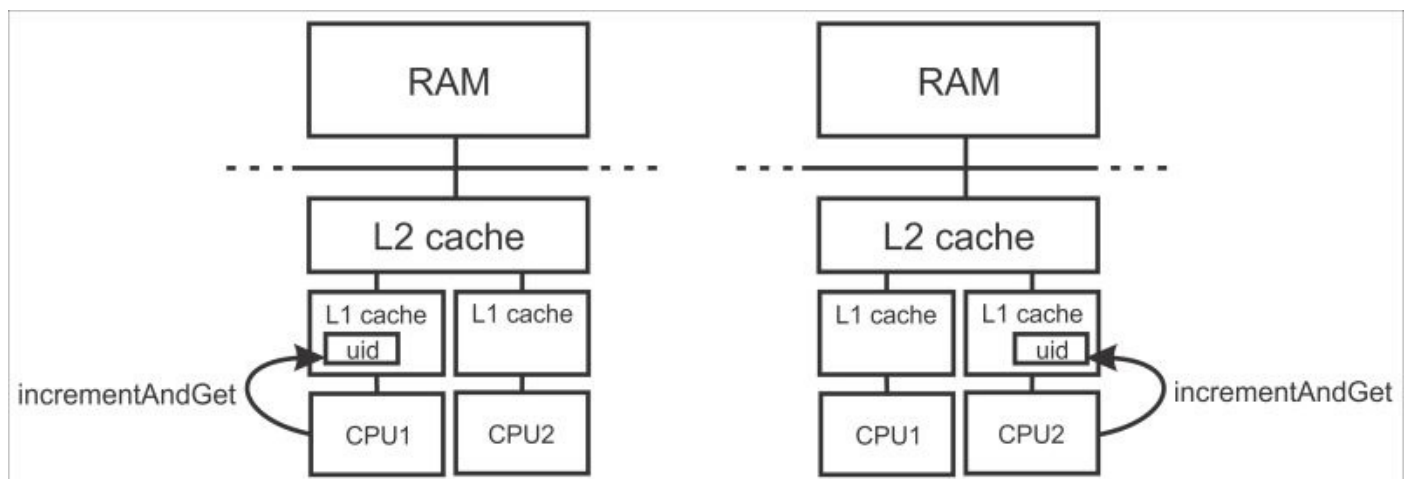 RAM
L2 cache
L1 cache
L1 cache
uid
incrementAndGet
CPU1
CPU2
RAM
L2 cache
L1 cache
L1 cache
uid
incrementAndGet
CPU1
CPU2